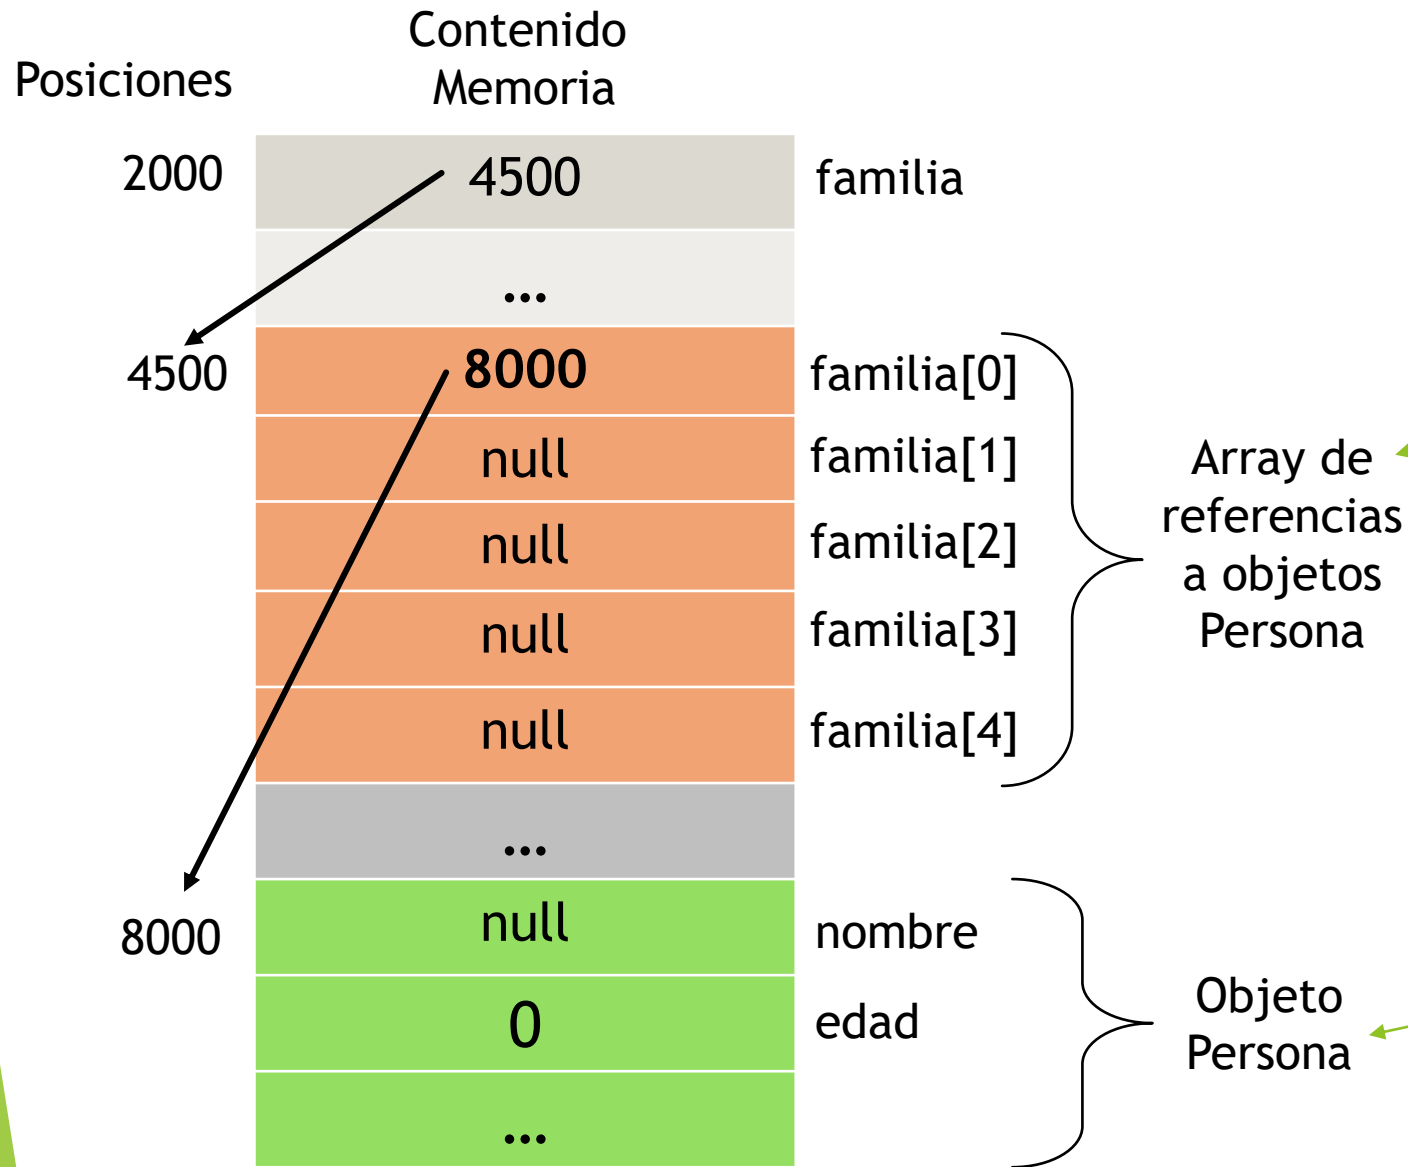 Contenido
Memoria
Posiciones
2000 4500 familia
...
4500 8000 familia[0]
null familia[1]
null familia[2]
null familia[3]
null familia[4]
Array de
referencias
a objetos
Persona
...
8000 null nombre
0 edad
...
Objeto
Persona